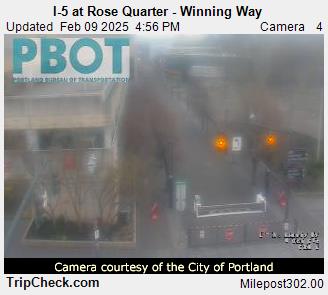 I-5 at Rose Quarter - Winning Way
Updated Feb 09 2025 4:56 PM Camera 4
PBOT
PORTLAND BUREAU OF TRANSPORTATION
Camera courtesy of the City of Portland
TripCheck.com Milepost302.00